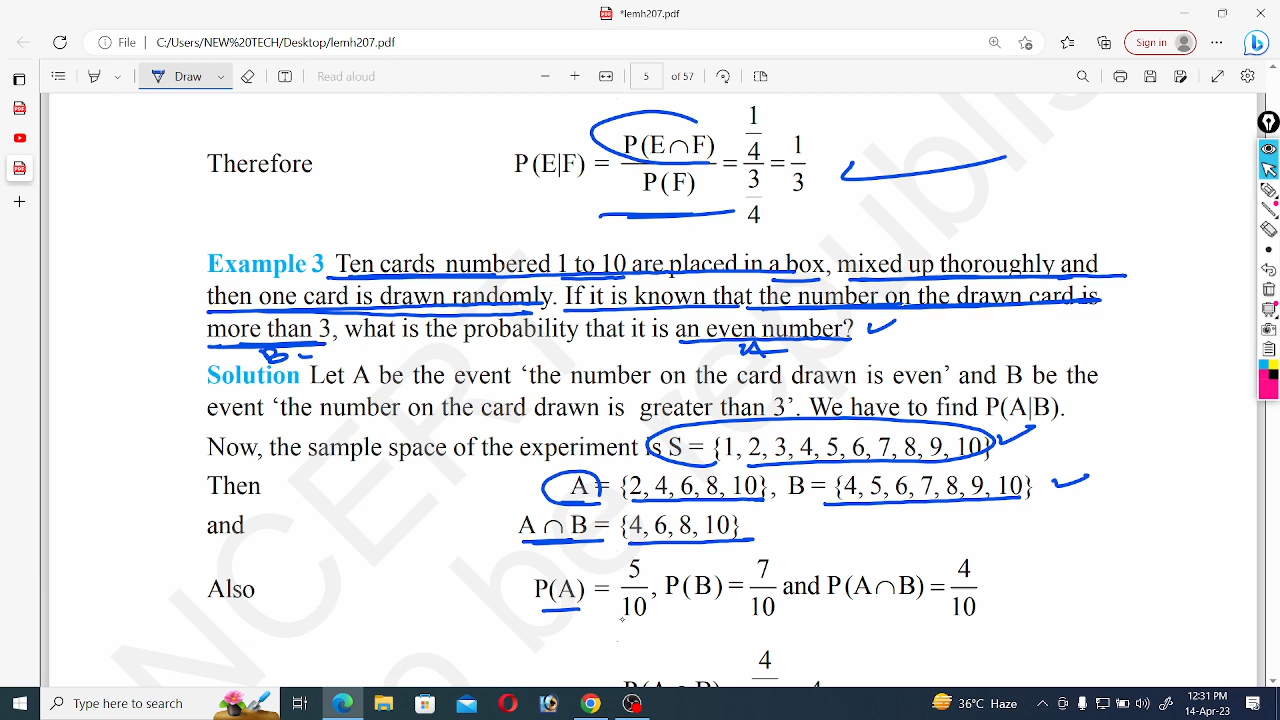 *lemh207.pdf
File C:/Users/NEW%20TECH/Desktop/lemh207.pdf Sign in
Draw Read aloud 5 of 57
Therefore P(E|F) = P(E∩F)/P(F) = (1/4)/(3/4) = 1/3
Example 3 Ten cards numbered 1 to 10 are placed in a box, mixed up thoroughly and
then one card is drawn randomly. If it is known that the number on the drawn card is
more than 3, what is the probability that it is an even number?
B A
Solution Let A be the event ‘the number on the card drawn is even’ and B be the
event ‘the number on the card drawn is greater than 3’. We have to find P(A|B).
Now, the sample space of the experiment is S = {1, 2, 3, 4, 5, 6, 7, 8, 9, 10}
Then A = {2, 4, 6, 8, 10}, B = {4, 5, 6, 7, 8, 9, 10}
and A ∩ B = {4, 6, 8, 10}
Also P(A) = 5/10, P(B) = 7/10 and P(A∩B) = 4/10
4
NCERT
o be republis
Type here to search 36°C Haze 12:31 PM
14-Apr-23